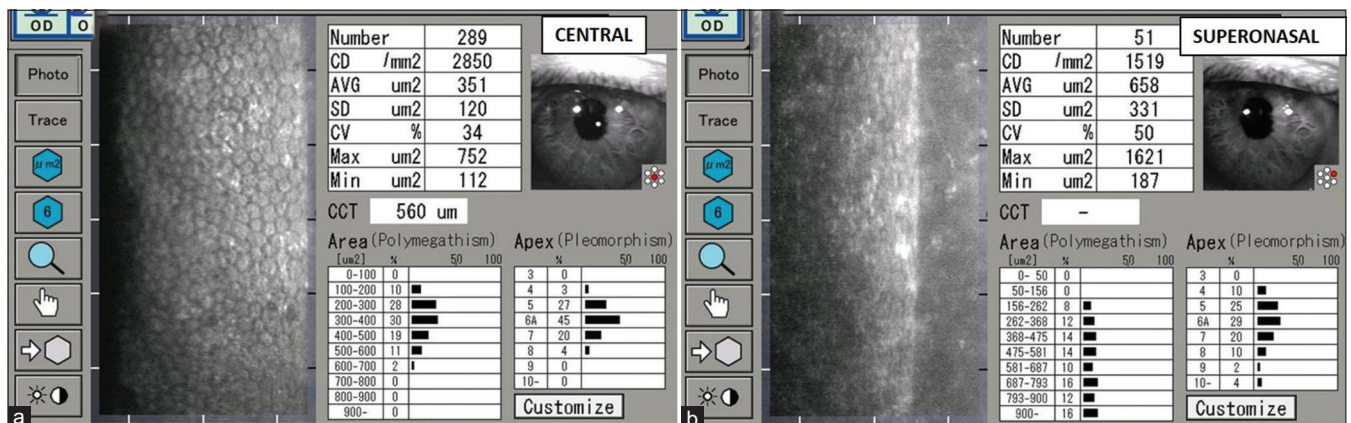 OD O
Photo
Trace
μm2
6
Number 289
CD /mm2 2850
AVG um2 351
SD um2 120
CV % 34
Max um2 752
Min um2 112
CENTRAL
CCT 560 um
Area (Polymegathism)
[um2] % 50 100
0-100 0
100-200 10
200-300 28
300-400 30
400-500 19
500-600 11
600-700 2
700-800 0
800-900 0
900- 0
Apex (Pleomorphism)
% 50 100
3 0
4 3
5 27
6A 45
7 20
8 4
9 0
10- 0
Customize
a
OD
Photo
Trace
μm2
6
Number 51
CD /mm2 1519
AVG um2 658
SD um2 331
CV % 50
Max um2 1621
Min um2 187
SUPERONASAL
CCT -
Area (Polymegathism)
[um2] % 50 100
0- 50 0
50-156 0
156-262 8
262-368 12
368-475 14
475-581 14
581-687 10
687-793 16
793-900 12
900- 16
Apex (Pleomorphism)
% 50 100
3 0
4 10
5 25
6A 29
7 20
8 10
9 2
10- 4
Customize
b